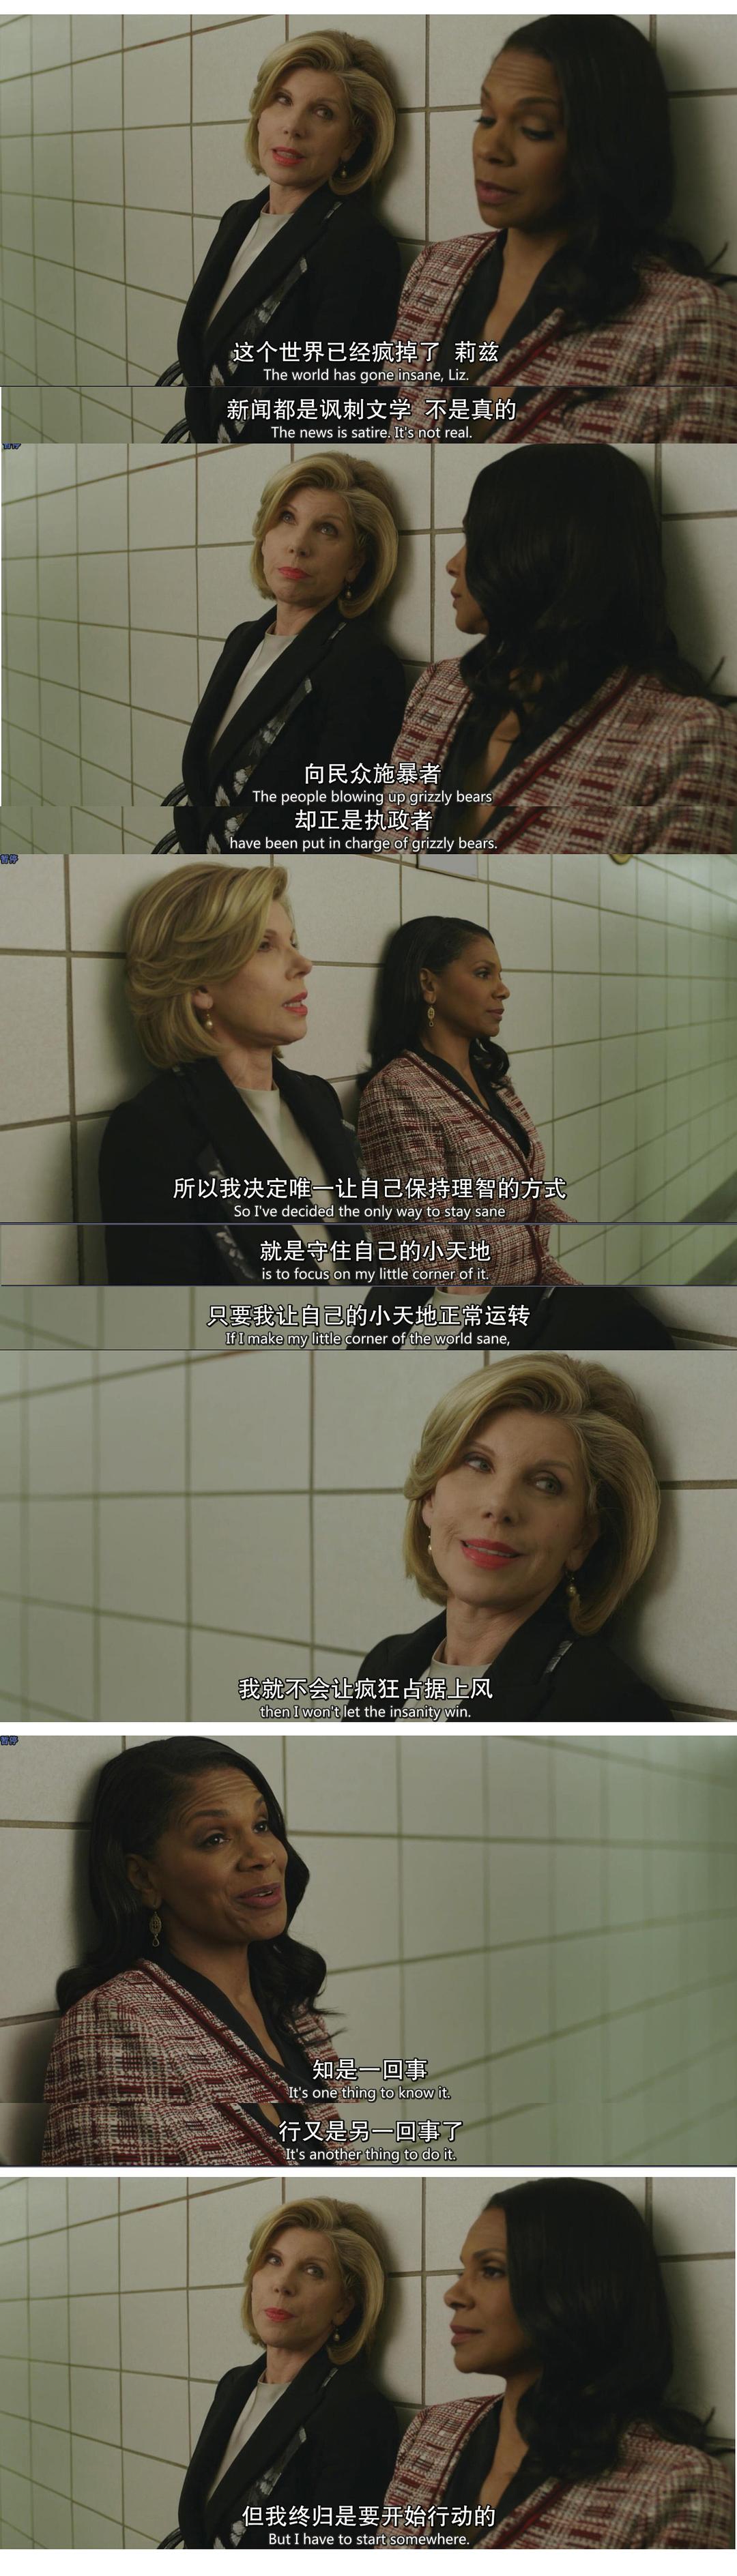 这个世界已经疯掉了 莉兹
The world has gone insane, Liz.
新闻都是讽刺文学 不是真的
The news is satire. It's not real.
向民众施暴者
The people blowing up grizzly bears
却正是执政者
have been put in charge of grizzly bears.
暂停
所以我决定唯一让自己保持理智的方式
So I've decided the only way to stay sane
就是守住自己的小天地
is to focus on my little corner of it.
只要我让自己的小天地正常运转
If I make my little corner of the world sane,
我就不会让疯狂占据上风
then I won't let the insanity win.
暂停
知是一回事
It's one thing to know it.
行又是另一回事了
It's another thing to do it.
但我终归是要开始行动的
But I have to start somewhere.